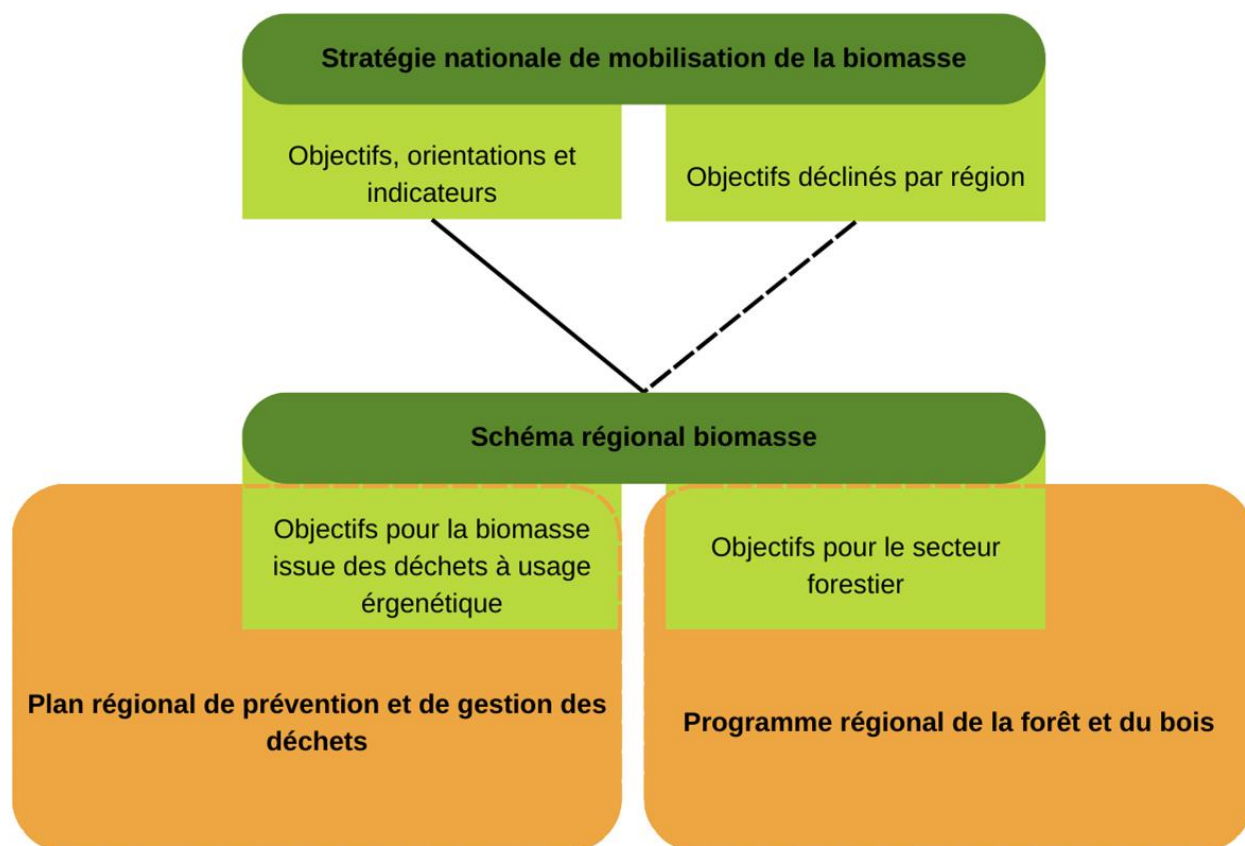 Stratégie nationale de mobilisation de la biomasse
Objectifs, orientations et
indicateurs
Objectifs déclinés par région
Schéma régional biomasse
Objectifs pour la biomasse
issue des déchets à usage
érgenétique
Objectifs pour le secteur
forestier
Plan régional de prévention et de gestion des
déchets
Programme régional de la forêt et du bois